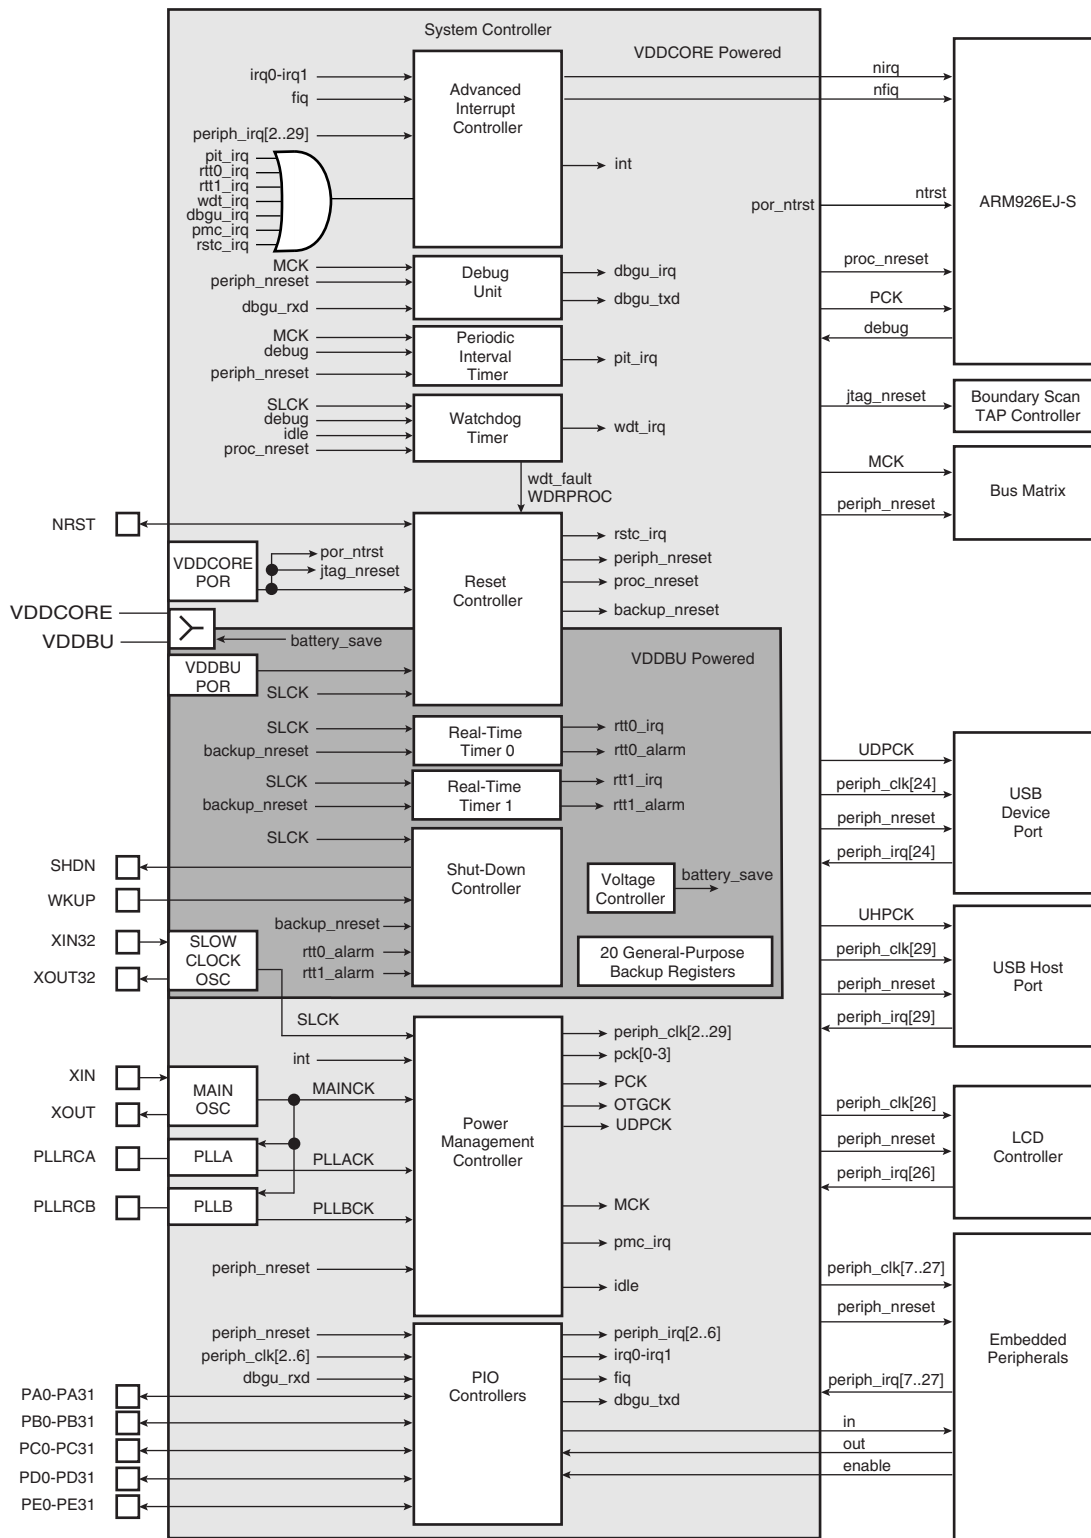 System Controller
VDDCORE Powered
irq0-irq1
fiq
periph_irq[2..29]
pit_irq
rtt0_irq
rtt1_irq
wdt_irq
dbgu_irq
pmc_irq
rstc_irq
Advanced
Interrupt
Controller
int
nirq
nfiq
por_ntrst
ntrst
proc_nreset
PCK
debug
ARM926EJ-S
MCK
periph_nreset
dbgu_rxd
Debug
Unit
dbgu_irq
dbgu_txd
MCK
debug
periph_nreset
Periodic
Interval
Timer
pit_irq
SLCK
debug
idle
proc_nreset
Watchdog
Timer
wdt_irq
jtag_nreset
Boundary Scan
TAP Controller
MCK
periph_nreset
Bus Matrix
wdt_fault
WDRPROC
NRST
VDDCORE
POR
por_ntrst
jtag_nreset
Reset
Controller
rstc_irq
periph_nreset
proc_nreset
backup_nreset
VDDCORE
VDDBU
battery_save
VDDBU Powered
VDDBU
POR
SLCK
SLCK
backup_nreset
Real-Time
Timer 0
rtt0_irq
rtt0_alarm
SLCK
backup_nreset
Real-Time
Timer 1
rtt1_irq
rtt1_alarm
UDPCK
periph_clk[24]
periph_nreset
periph_irq[24]
USB
Device
Port
SLCK
SHDN
WKUP
backup_nreset
rtt0_alarm
rtt1_alarm
Shut-Down
Controller
Voltage
Controller
battery_save
20 General-Purpose
Backup Registers
XIN32
XOUT32
SLOW
CLOCK
OSC
UHPCK
periph_clk[29]
periph_nreset
periph_irq[29]
USB Host
Port
SLCK
int
XIN
XOUT
MAIN
OSC
MAINCK
PLLRCA
PLLA
PLLACK
PLLRCB
PLLB
PLLBCK
periph_nreset
Power
Management
Controller
periph_clk[2..29]
pck[0-3]
PCK
OTGCK
UDPCK
MCK
pmc_irq
idle
periph_clk[26]
periph_nreset
periph_irq[26]
LCD
Controller
periph_clk[7..27]
periph_nreset
periph_irq[7..27]
in
out
enable
Embedded
Peripherals
periph_nreset
periph_clk[2..6]
dbgu_rxd
PIO
Controllers
periph_irq[2..6]
irq0-irq1
fiq
dbgu_txd
PA0-PA31
PB0-PB31
PC0-PC31
PD0-PD31
PE0-PE31